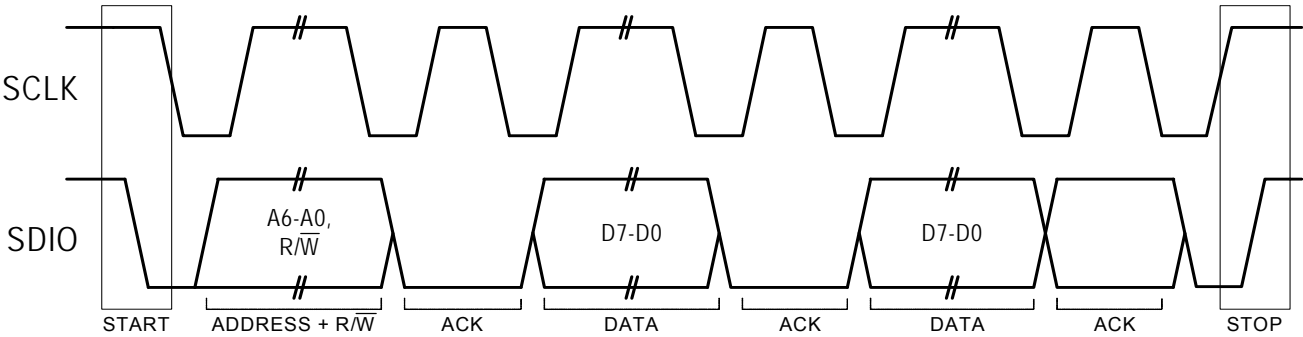 SCLK
SDIO
A6-A0,
R/W̅
D7-D0
D7-D0
START
ADDRESS + R/W̅
ACK
DATA
ACK
DATA
ACK
STOP